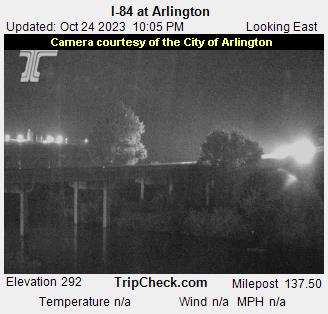 I-84 at Arlington
Updated: Oct 24 2023 10:05 PM Looking East
Camera courtesy of the City of Arlington
Elevation 292 TripCheck.com Milepost 137.50
Temperature n/a Wind n/a MPH n/a